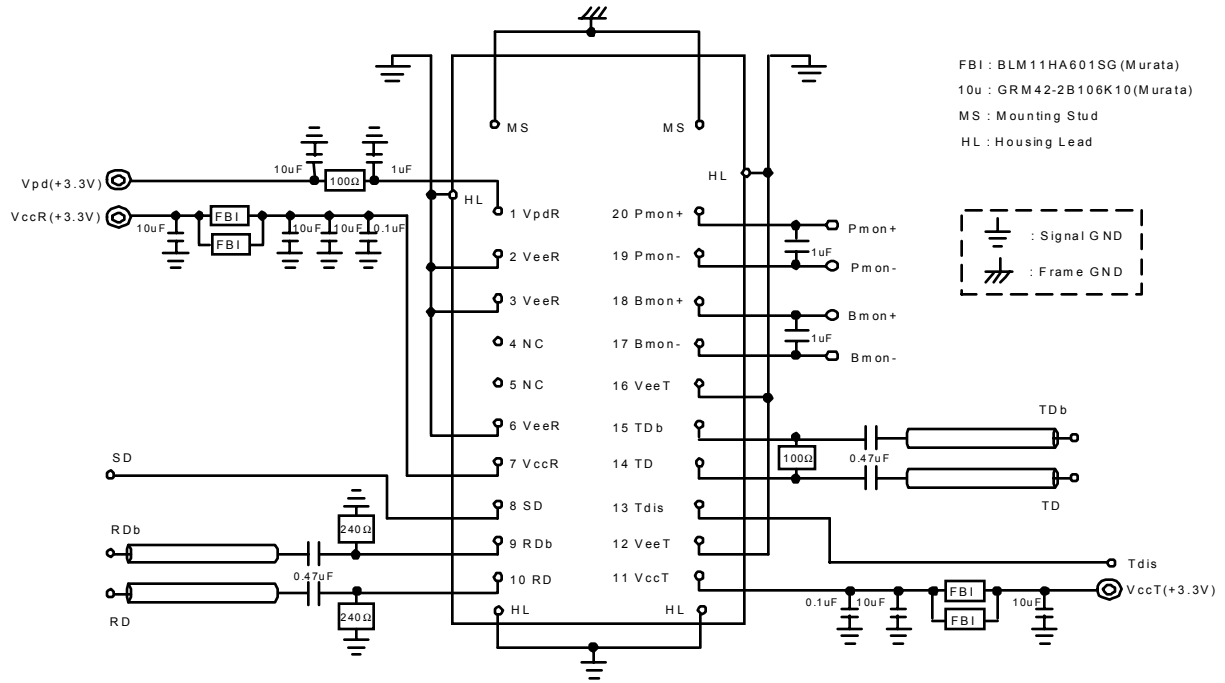 FBI : BLM11HA601SG(Murata)
10u : GRM42-2B106K10(Murata)
MS : Mounting Stud
HL : Housing Lead
: Signal GND
: Frame GND
MS
MS
HL
HL
10uF
100Ω
1uF
Vpd(+3.3V)
VccR(+3.3V)
10uF
FBI
FBI
10uF
10uF
0.1uF
1 VpdR
2 VeeR
3 VeeR
4 NC
5 NC
6 VeeR
7 VccR
8 SD
9 RDb
10 RD
HL
20 Pmon+
19 Pmon-
18 Bmon+
17 Bmon-
16 VeeT
15 TDb
14 TD
13 Tdis
12 VeeT
11 VccT
HL
Pmon+
1uF
Pmon-
Bmon+
1uF
Bmon-
TDb
100Ω
0.47uF
TD
Tdis
VccT(+3.3V)
0.1uF
10uF
FBI
FBI
10uF
SD
240Ω
RDb
0.47uF
RD
240Ω